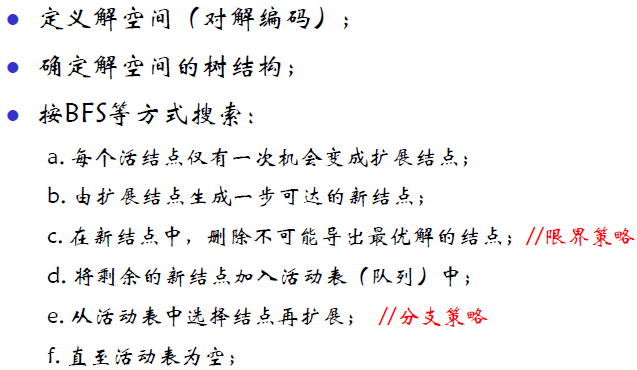 ● 定义解空间（对解编码）；
● 确定解空间的树结构；
● 按BFS等方式搜索：
a. 每个活结点仅有一次机会变成扩展结点；
b. 由扩展结点生成一步可达的新结点；
c. 在新结点中，删除不可能导出最优解的结点；//限界策略
d. 将剩余的新结点加入活动表（队列）中；
e. 从活动表中选择结点再扩展； //分支策略
f. 直至活动表为空；